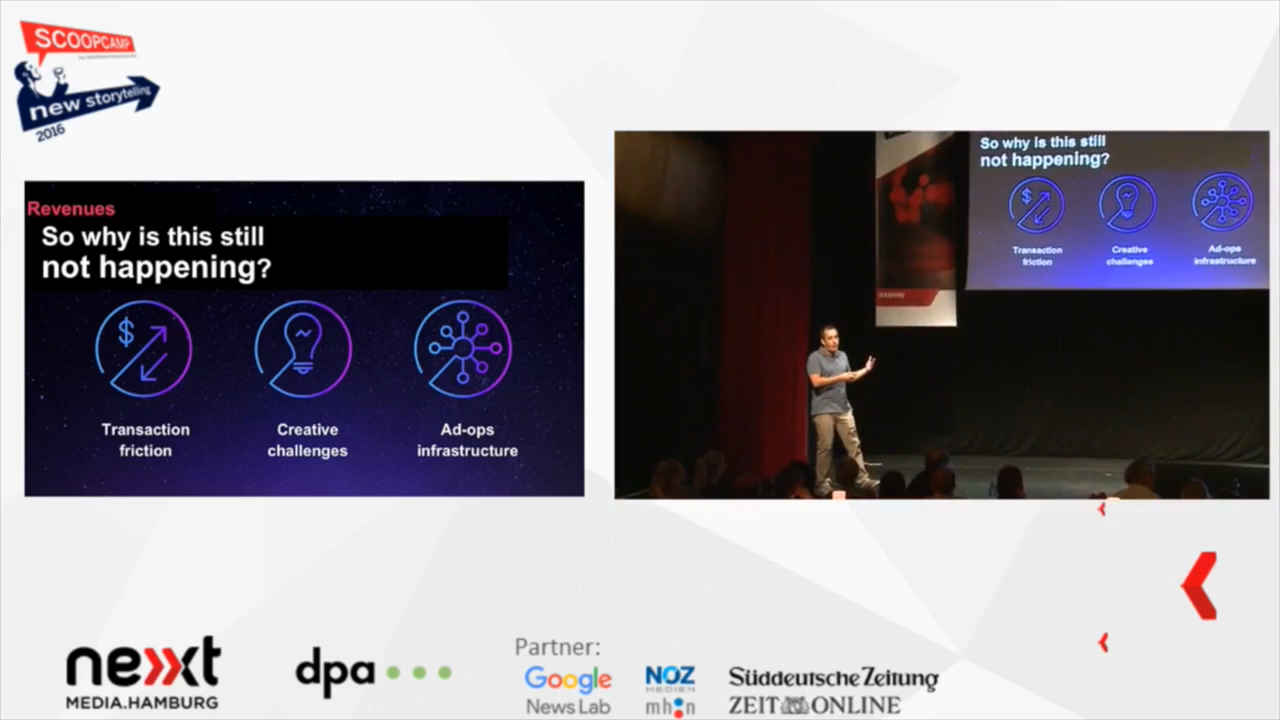 SCOOPCAMP
new storytelling
2016
Revenues
So why is this still
not happening?
$
Transaction
friction
Creative
challenges
Ad-ops
infrastructure
So why is this still
not happening?
$
Transaction
friction
Creative
challenges
Ad-ops
infrastructure
nexxt
MEDIA.HAMBURG
dpa
Partner:
Google
News Lab
NOZ
MEDIEN
mh:n
Süddeutsche Zeitung
ZEIT ONLINE